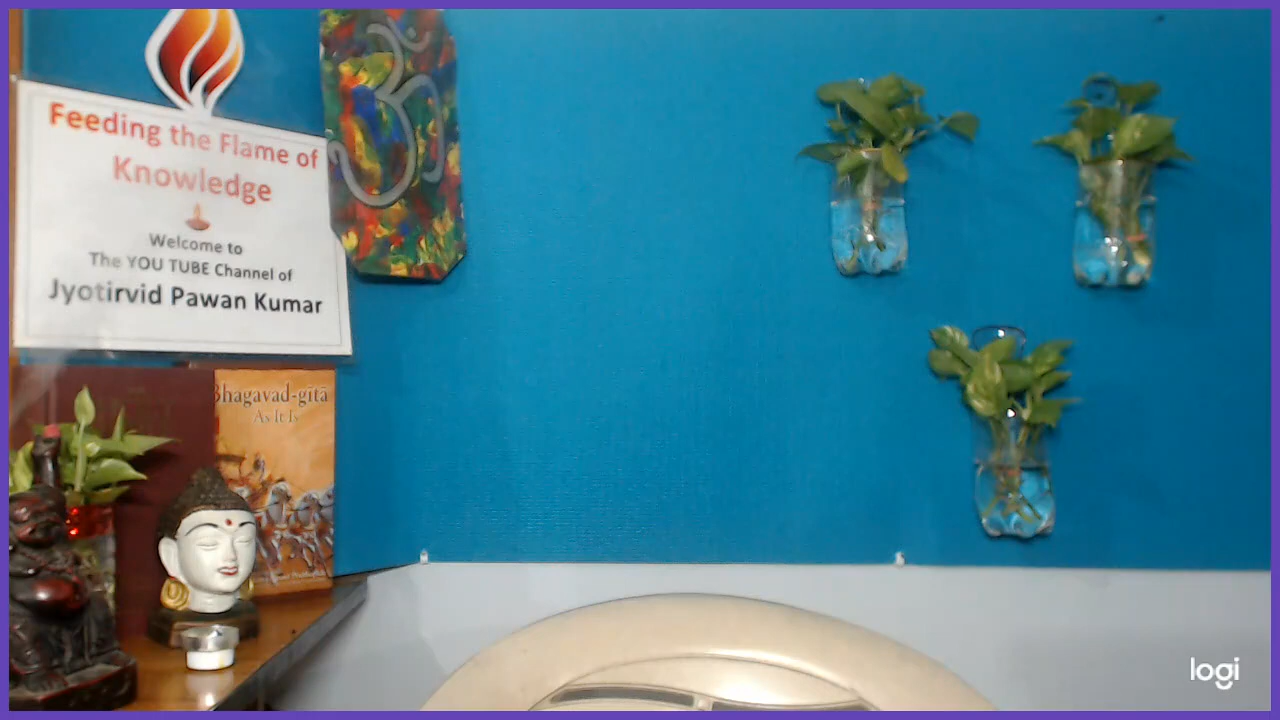 Feeding the Flame of
Knowledge
Welcome to
The YOU TUBE Channel of
Jyotirvid Pawan Kumar
ॐ
Bhagavad-gītā
As It Is
logi